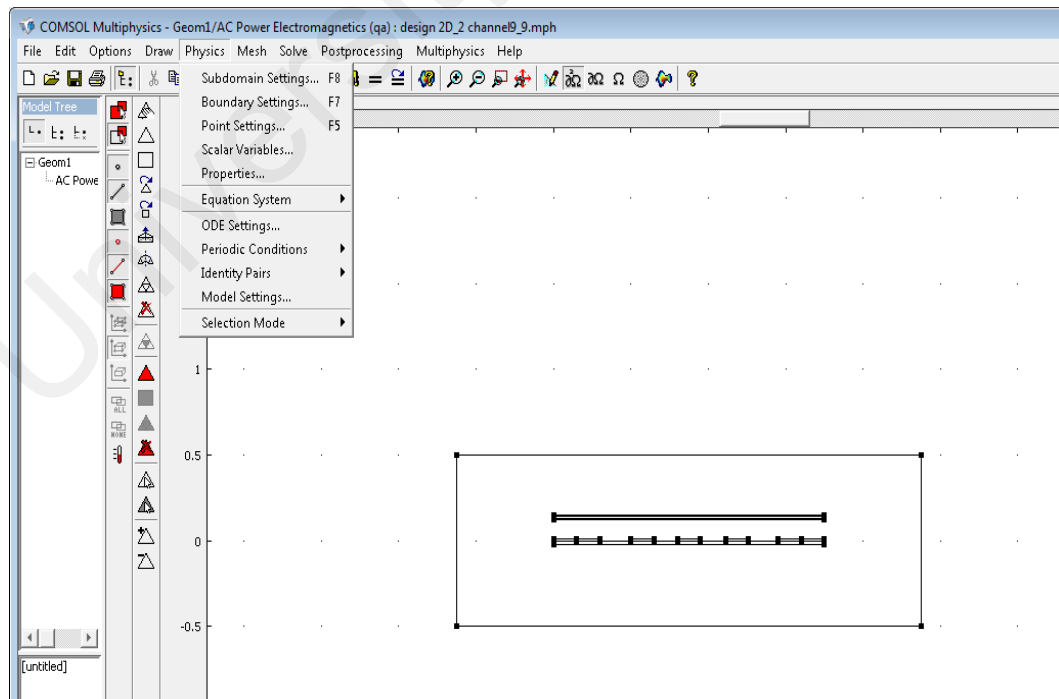 COMSOL Multiphysics - Geom1/AC Power Electromagnetics (qa) : design 2D_2 channel9_9.mph
File Edit Options Draw Physics Mesh Solve Postprocessing Multiphysics Help
Model Tree
Geom1
AC Powe
Subdomain Settings... F8
Boundary Settings... F7
Point Settings... F5
Scalar Variables...
Properties...
Equation System
ODE Settings...
Periodic Conditions
Identity Pairs
Model Settings...
Selection Mode
ALL
NONE
1
0.5
0
-0.5
[untitled]
Univers